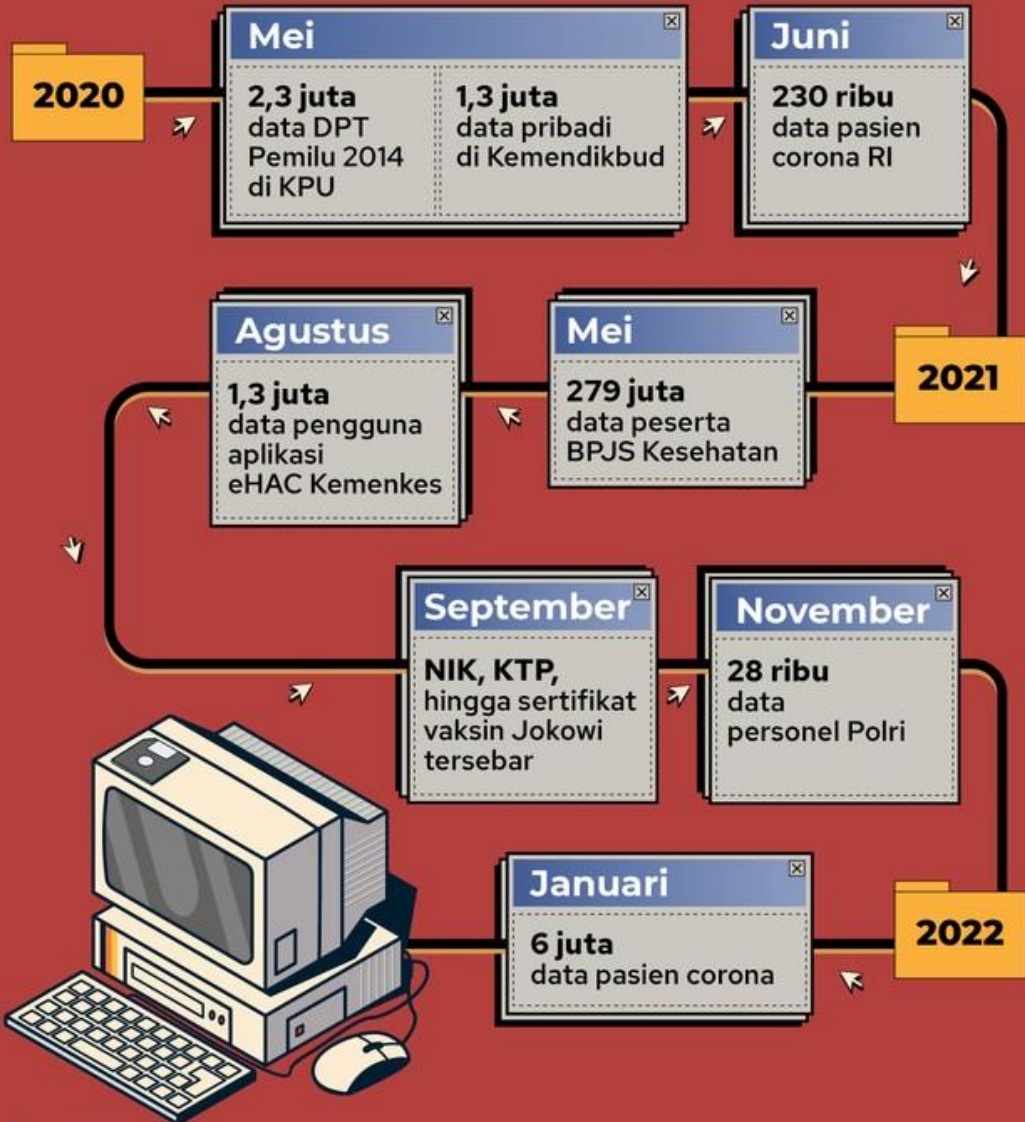 2020
Mei
2,3 juta
data DPT
Pemilu 2014
di KPU
1,3 juta
data pribadi
di Kemendikbud
Juni
230 ribu
data pasien
corona RI
2021
Mei
279 juta
data peserta
BPJS Kesehatan
Agustus
1,3 juta
data pengguna
aplikasi
eHAC Kemenkes
September
NIK, KTP,
hingga sertifikat
vaksin Jokowi
tersebar
November
28 ribu
data
personel Polri
2022
Januari
6 juta
data pasien corona